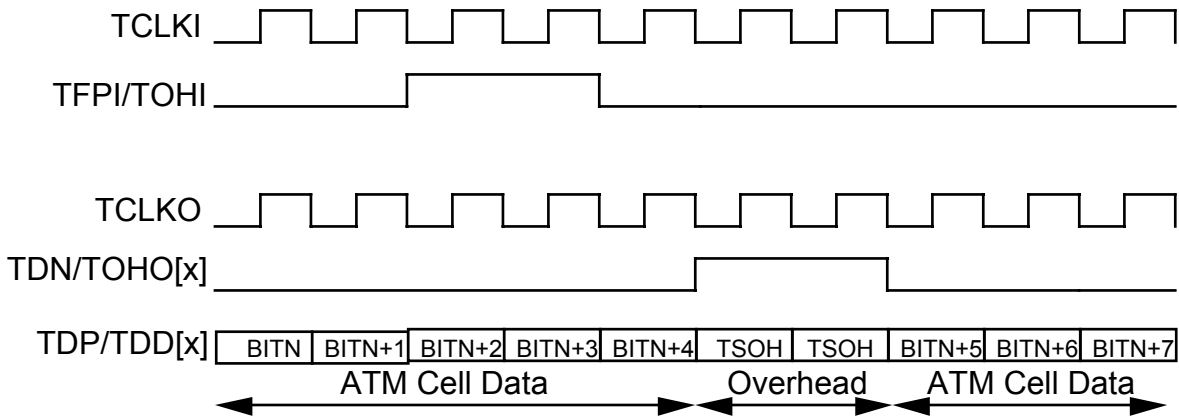 TCLKI
TFPI/TOHI
TCLKO
TDN/TOHO[x]
TDP/TDD[x] BITN BITN+1 BITN+2 BITN+3 BITN+4 TSOH TSOH BITN+5 BITN+6 BITN+7
ATM Cell Data Overhead ATM Cell Data